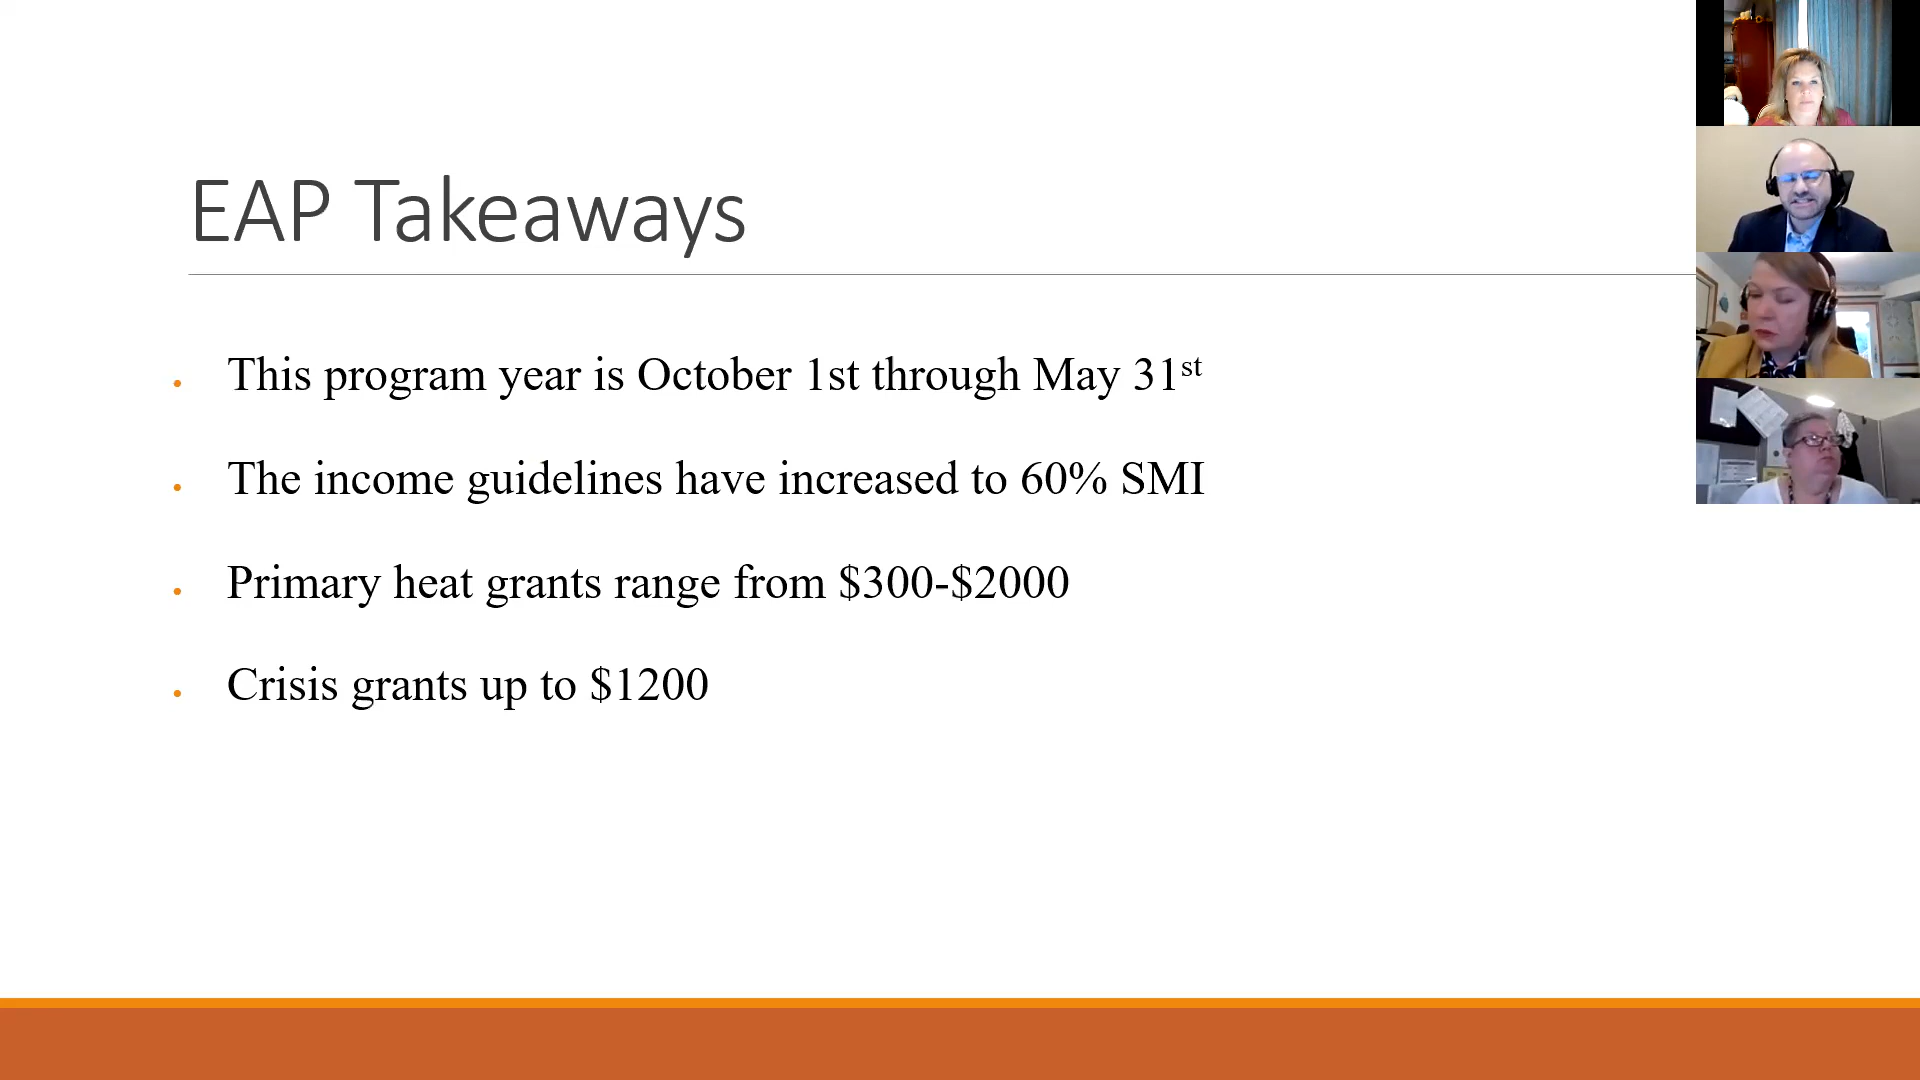 EAP Takeaways
This program year is October 1st through May 31st
The income guidelines have increased to 60% SMI
Primary heat grants range from $300-$2000
Crisis grants up to $1200